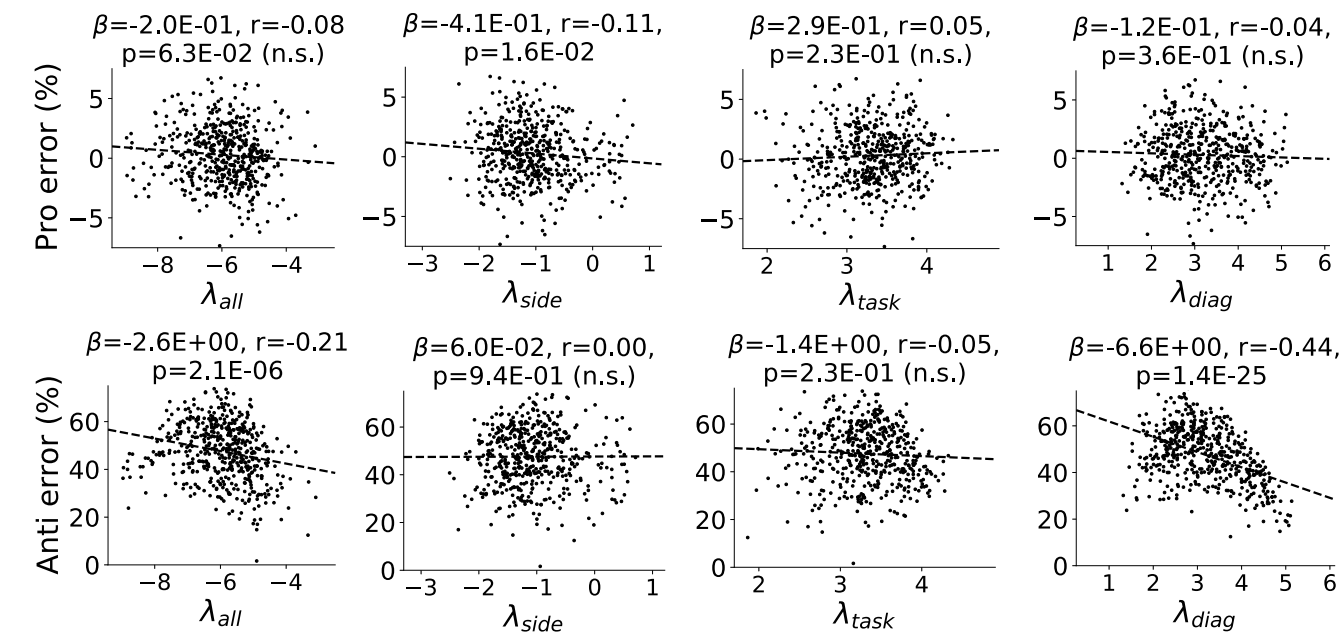 β=-2.0E-01, r=-0.08
p=6.3E-02 (n.s.)
β=-4.1E-01, r=-0.11,
p=1.6E-02
β=2.9E-01, r=0.05,
p=2.3E-01 (n.s.)
β=-1.2E-01, r=-0.04,
p=3.6E-01 (n.s.)
Pro error (%)
5
0
−5
−8 −6 −4
λall
5
0
−5
−3 −2 −1 0 1
λside
5
0
−5
2 3 4
λtask
5
0
−5
1 2 3 4 5 6
λdiag
β=-2.6E+00, r=-0.21
p=2.1E-06
β=6.0E-02, r=0.00,
p=9.4E-01 (n.s.)
β=-1.4E+00, r=-0.05,
p=2.3E-01 (n.s.)
β=-6.6E+00, r=-0.44,
p=1.4E-25
Anti error (%)
60
40
20
0
−8 −6 −4
λall
60
40
20
0
−3 −2 −1 0 1
λside
60
40
20
0
2 3 4
λtask
60
40
20
0
1 2 3 4 5 6
λdiag